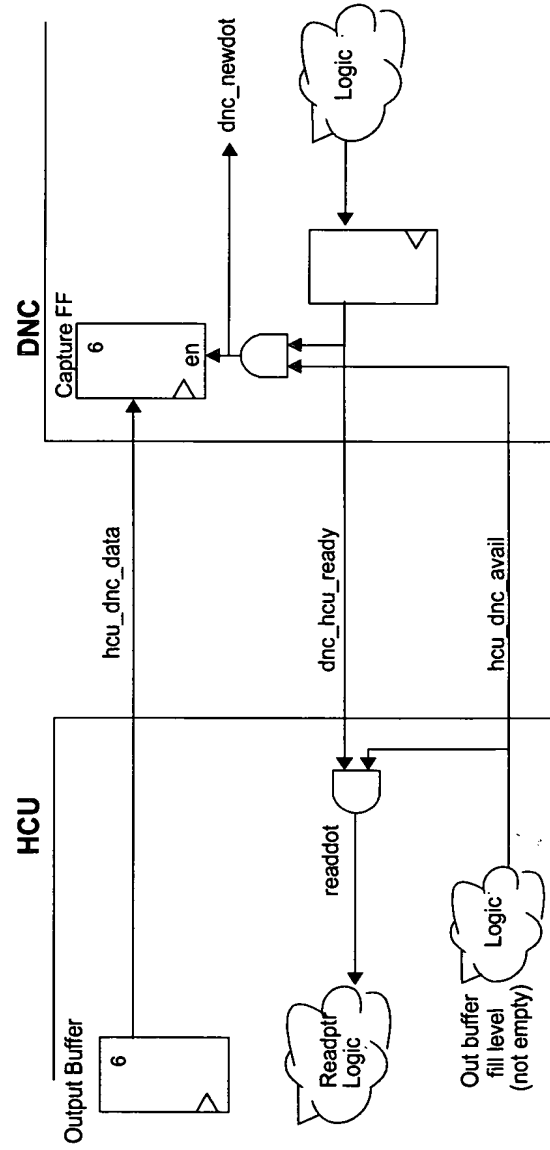 HCU
DNC
Output Buffer
6
hcu_dnc_data
Capture FF
6
en
dnc_newdot
Readptr
Logic
readdot
dnc_hcu_ready
Logic
Out buffer
fill level
(not empty)
Logic
hcu_dnc_avail